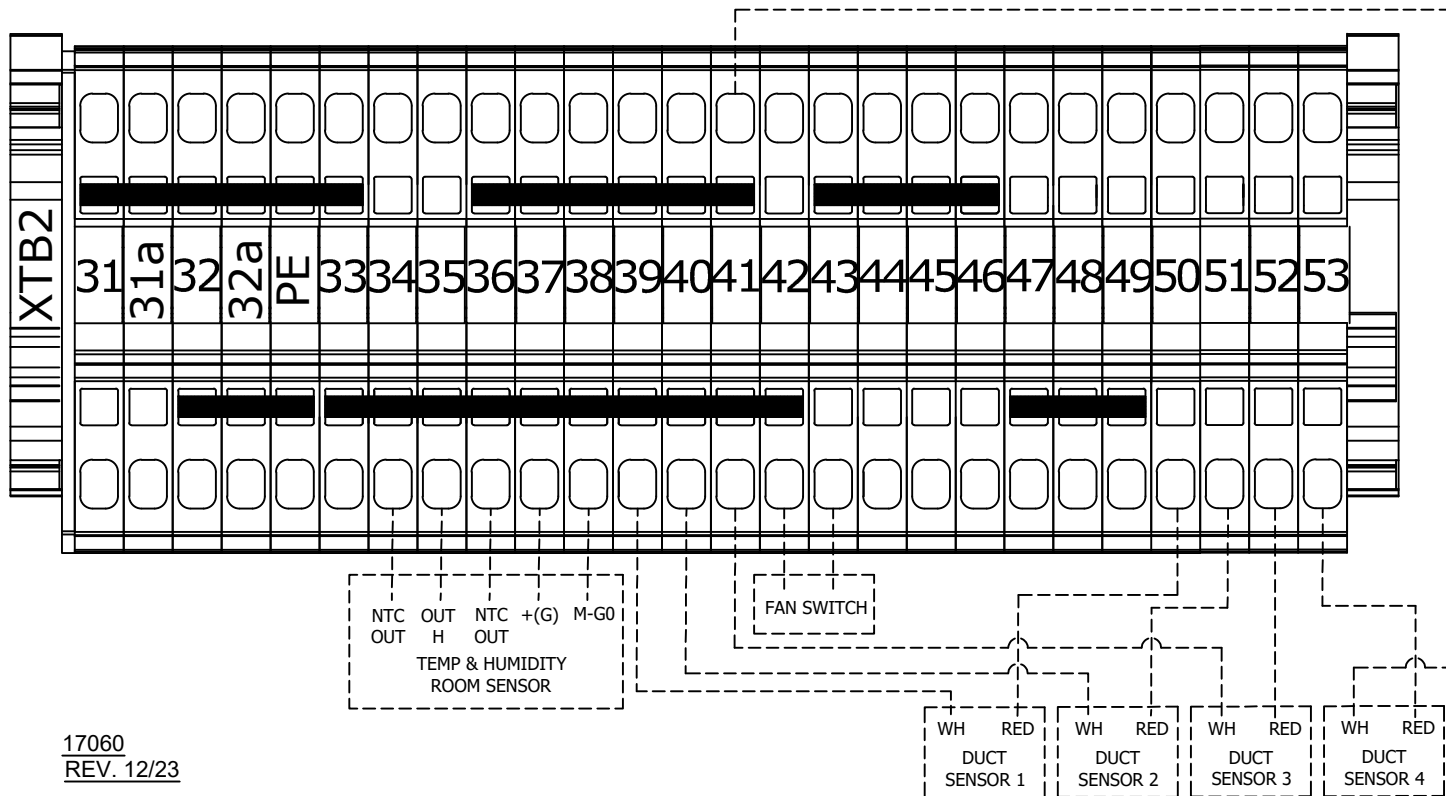 XTB2
31 31a 32 32a PE 33 34 35 36 37 38 39 40 41 42 43 44 45 46 47 48 49 50 51 52 53
NTC OUT NTC +(G) M-G0
OUT H OUT
TEMP & HUMIDITY
ROOM SENSOR
FAN SWITCH
WH RED
DUCT
SENSOR 1
WH RED
DUCT
SENSOR 2
WH RED
DUCT
SENSOR 3
WH RED
DUCT
SENSOR 4
17060
REV. 12/23